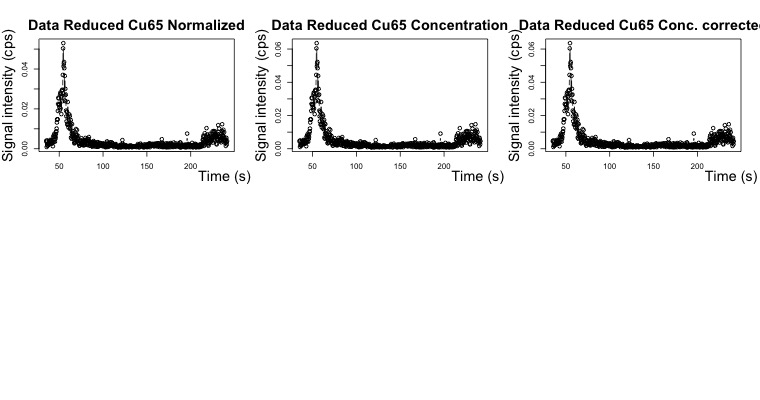 Data Reduced Cu65 Normalized
Signal intensity (cps)
0.00 0.02 0.04
50 100 150 200
Time (s)
Data Reduced Cu65 Concentration
Signal intensity (cps)
0.00 0.02 0.04 0.06
50 100 150 200
Time (s)
Data Reduced Cu65 Conc. corrected
Signal intensity (cps)
0.00 0.02 0.04 0.06
50 100 150 200
Time (s)